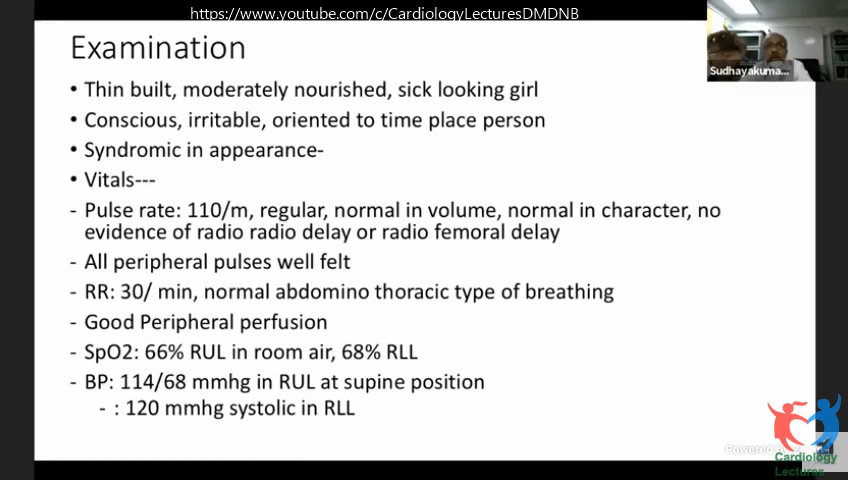 https://www.youtube.com/c/CardiologyLecturesDMDNB
Sudhayakuma...
Examination
• Thin built, moderately nourished, sick looking girl
• Conscious, irritable, oriented to time place person
• Syndromic in appearance-
• Vitals---
- Pulse rate: 110/m, regular, normal in volume, normal in character, no
evidence of radio radio delay or radio femoral delay
- All peripheral pulses well felt
- RR: 30/ min, normal abdomino thoracic type of breathing
- Good Peripheral perfusion
- SpO2: 66% RUL in room air, 68% RLL
- BP: 114/68 mmhg in RUL at supine position
- : 120 mmhg systolic in RLL
Powered
Cardiology
Lectures